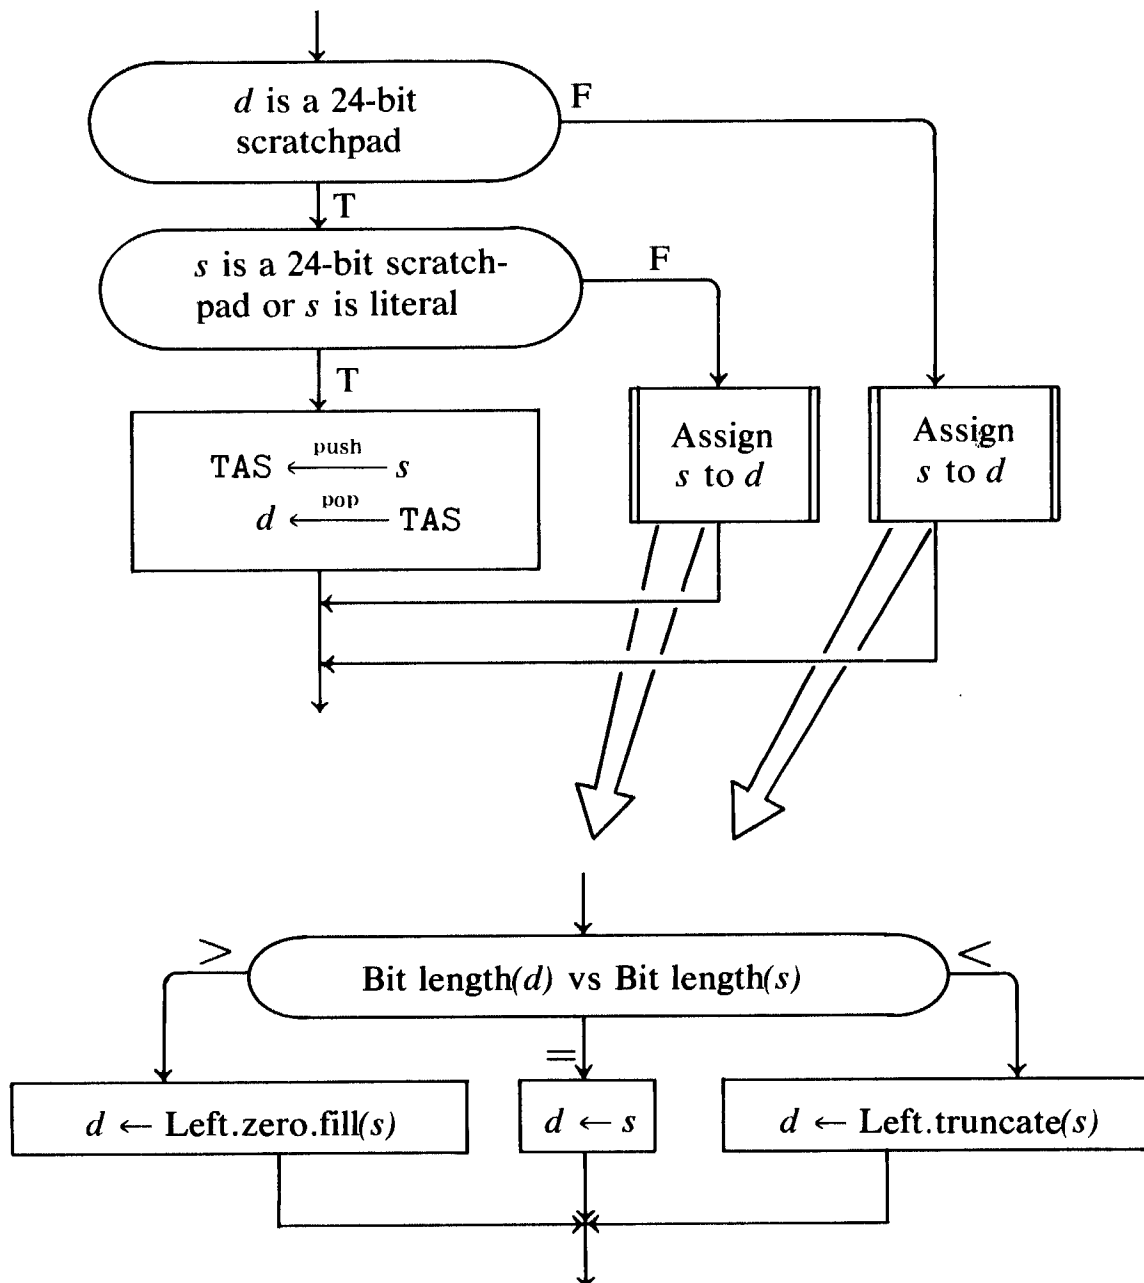 d is a 24-bit
scratchpad
F
T
s is a 24-bit scratch-
pad or s is literal
F
T
TAS ←push s
d ←pop TAS
Assign
s to d
Assign
s to d
Bit length(d) vs Bit length(s)
>
<
=
d ← Left.zero.fill(s)
d ← s
d ← Left.truncate(s)